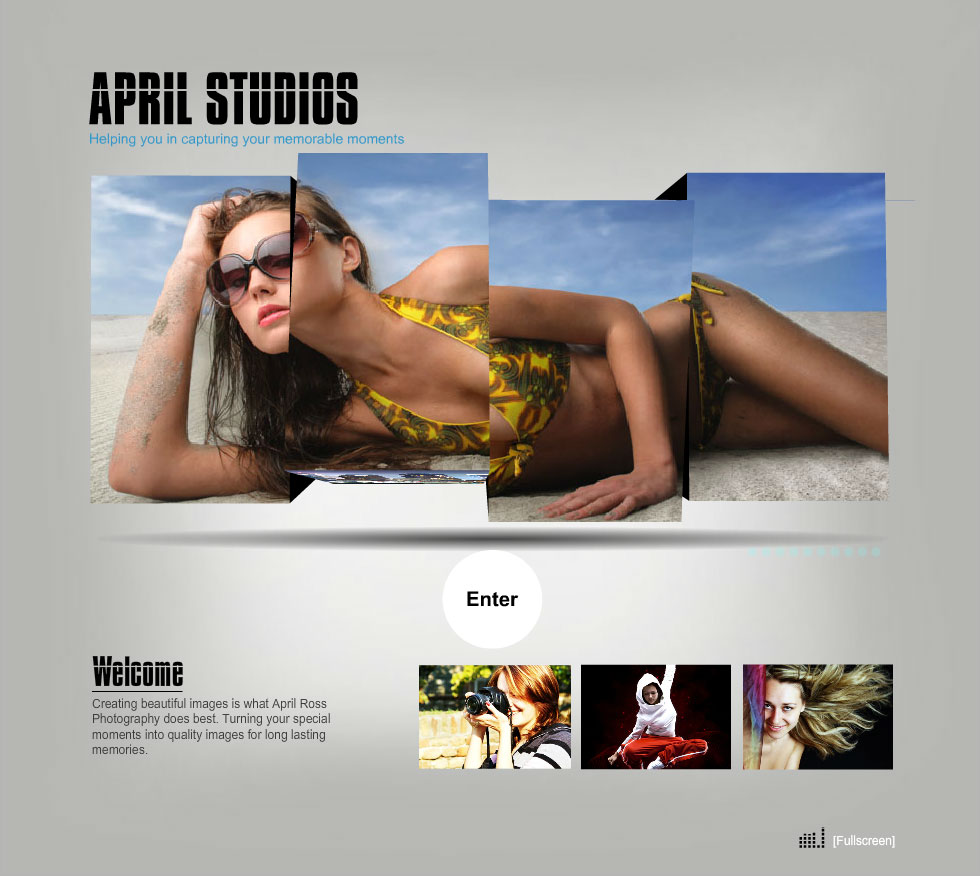 APRIL STUDIOS
Helping you in capturing your memorable moments
Enter
Welcome
Creating beautiful images is what April Ross
Photography does best. Turning your special
moments into quality images for long lasting
memories.
[Fullscreen]